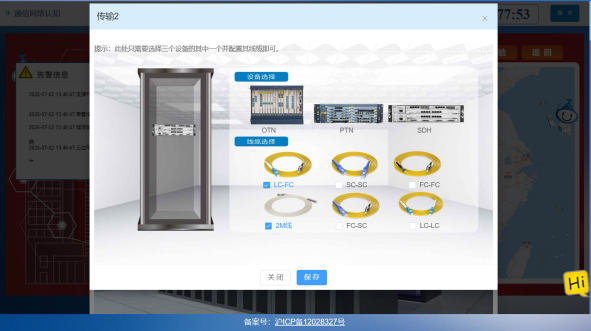 通信网络认知
77:53
传输2
×
提示：此处只需要选择三个设备的其中一个并配置其线缆即可。
返 回
告警信息
设备选择
OTN
PTN
SDH
线缆选择
LC-FC
SC-SC
FC-FC
2M线
FC-SC
LC-LC
关 闭
保 存
Hi
备案号：沪ICP备12028327号